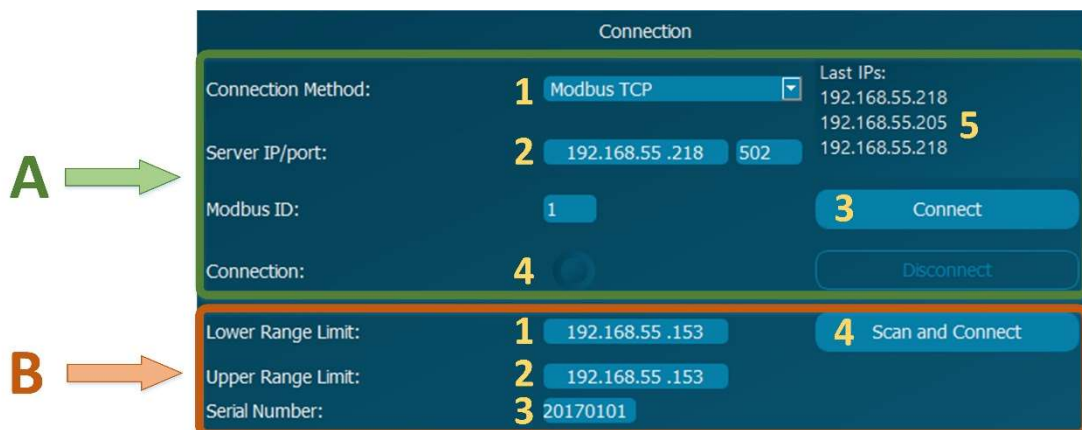 Connection
A
Connection Method: 1 Modbus TCP
Last IPs:
192.168.55.218
192.168.55.205 5
192.168.55.218
Server IP/port: 2 192.168.55 .218 502
Modbus ID: 1
3 Connect
Connection: 4
Disconnect
B
Lower Range Limit: 1 192.168.55 .153
4 Scan and Connect
Upper Range Limit: 2 192.168.55 .153
Serial Number: 3 20170101